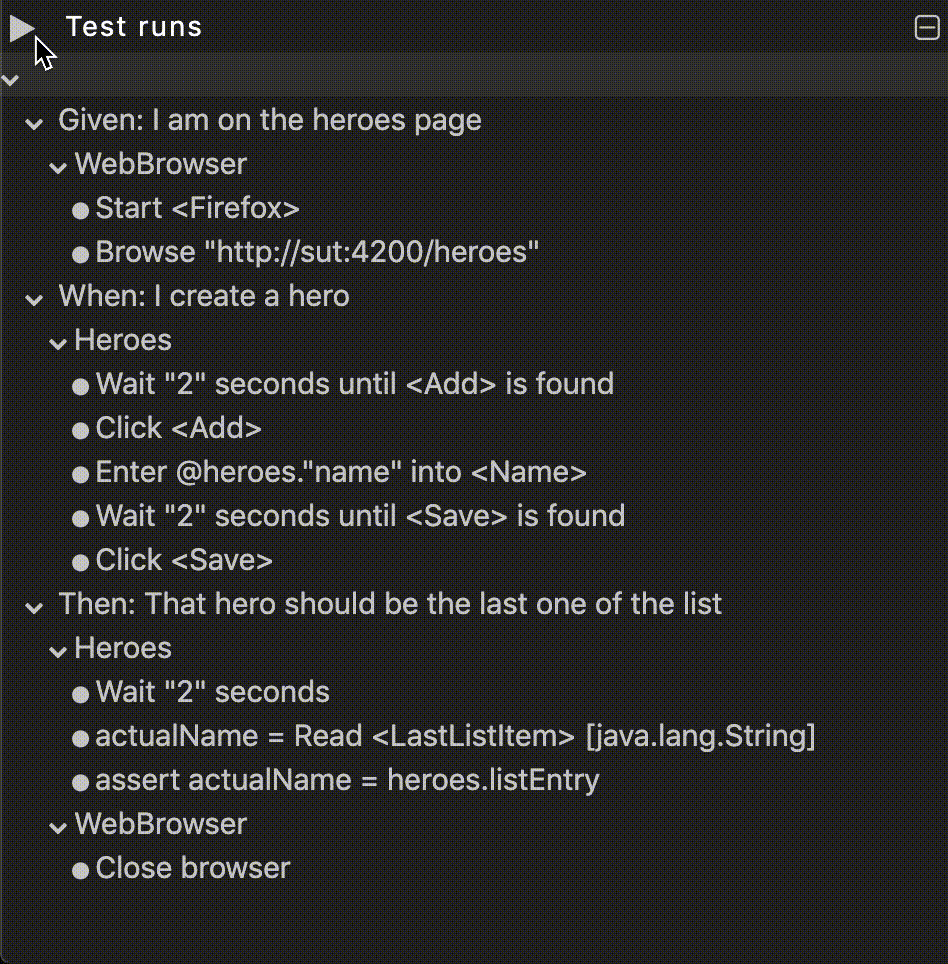 Test runs
Given: I am on the heroes page
WebBrowser
Start <Firefox>
Browse "http://sut:4200/heroes"
When: I create a hero
Heroes
Wait "2" seconds until <Add> is found
Click <Add>
Enter @heroes."name" into <Name>
Wait "2" seconds until <Save> is found
Click <Save>
Then: That hero should be the last one of the list
Heroes
Wait "2" seconds
actualName = Read <LastListItem> [java.lang.String]
assert actualName = heroes.listEntry
WebBrowser
Close browser